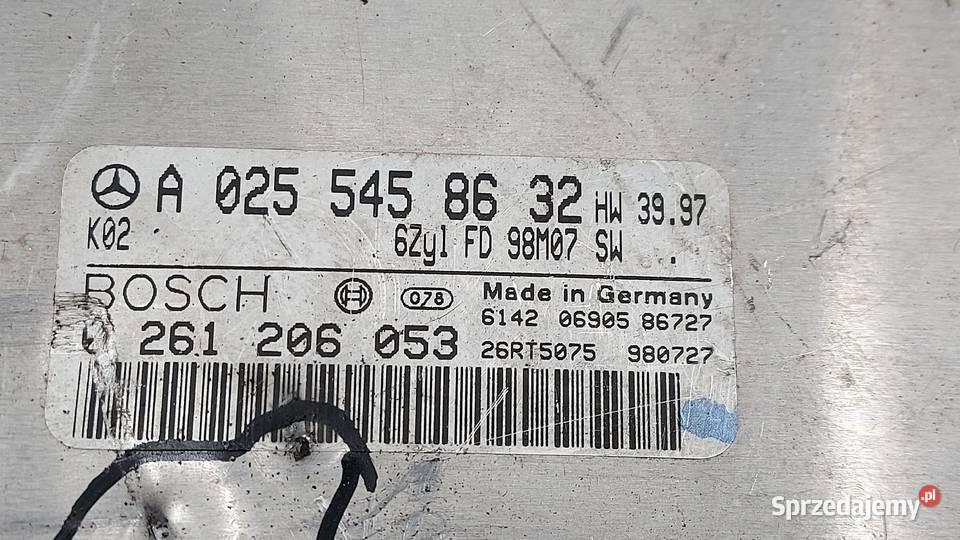 A 025 545 86 32 HW 39.97
K02 6Zyl FD 98M07 SW .
BOSCH 078 Made in Germany
6142 06905 86727
0 261 206 053 26RT5075 980727
Sprzedajemy.pl